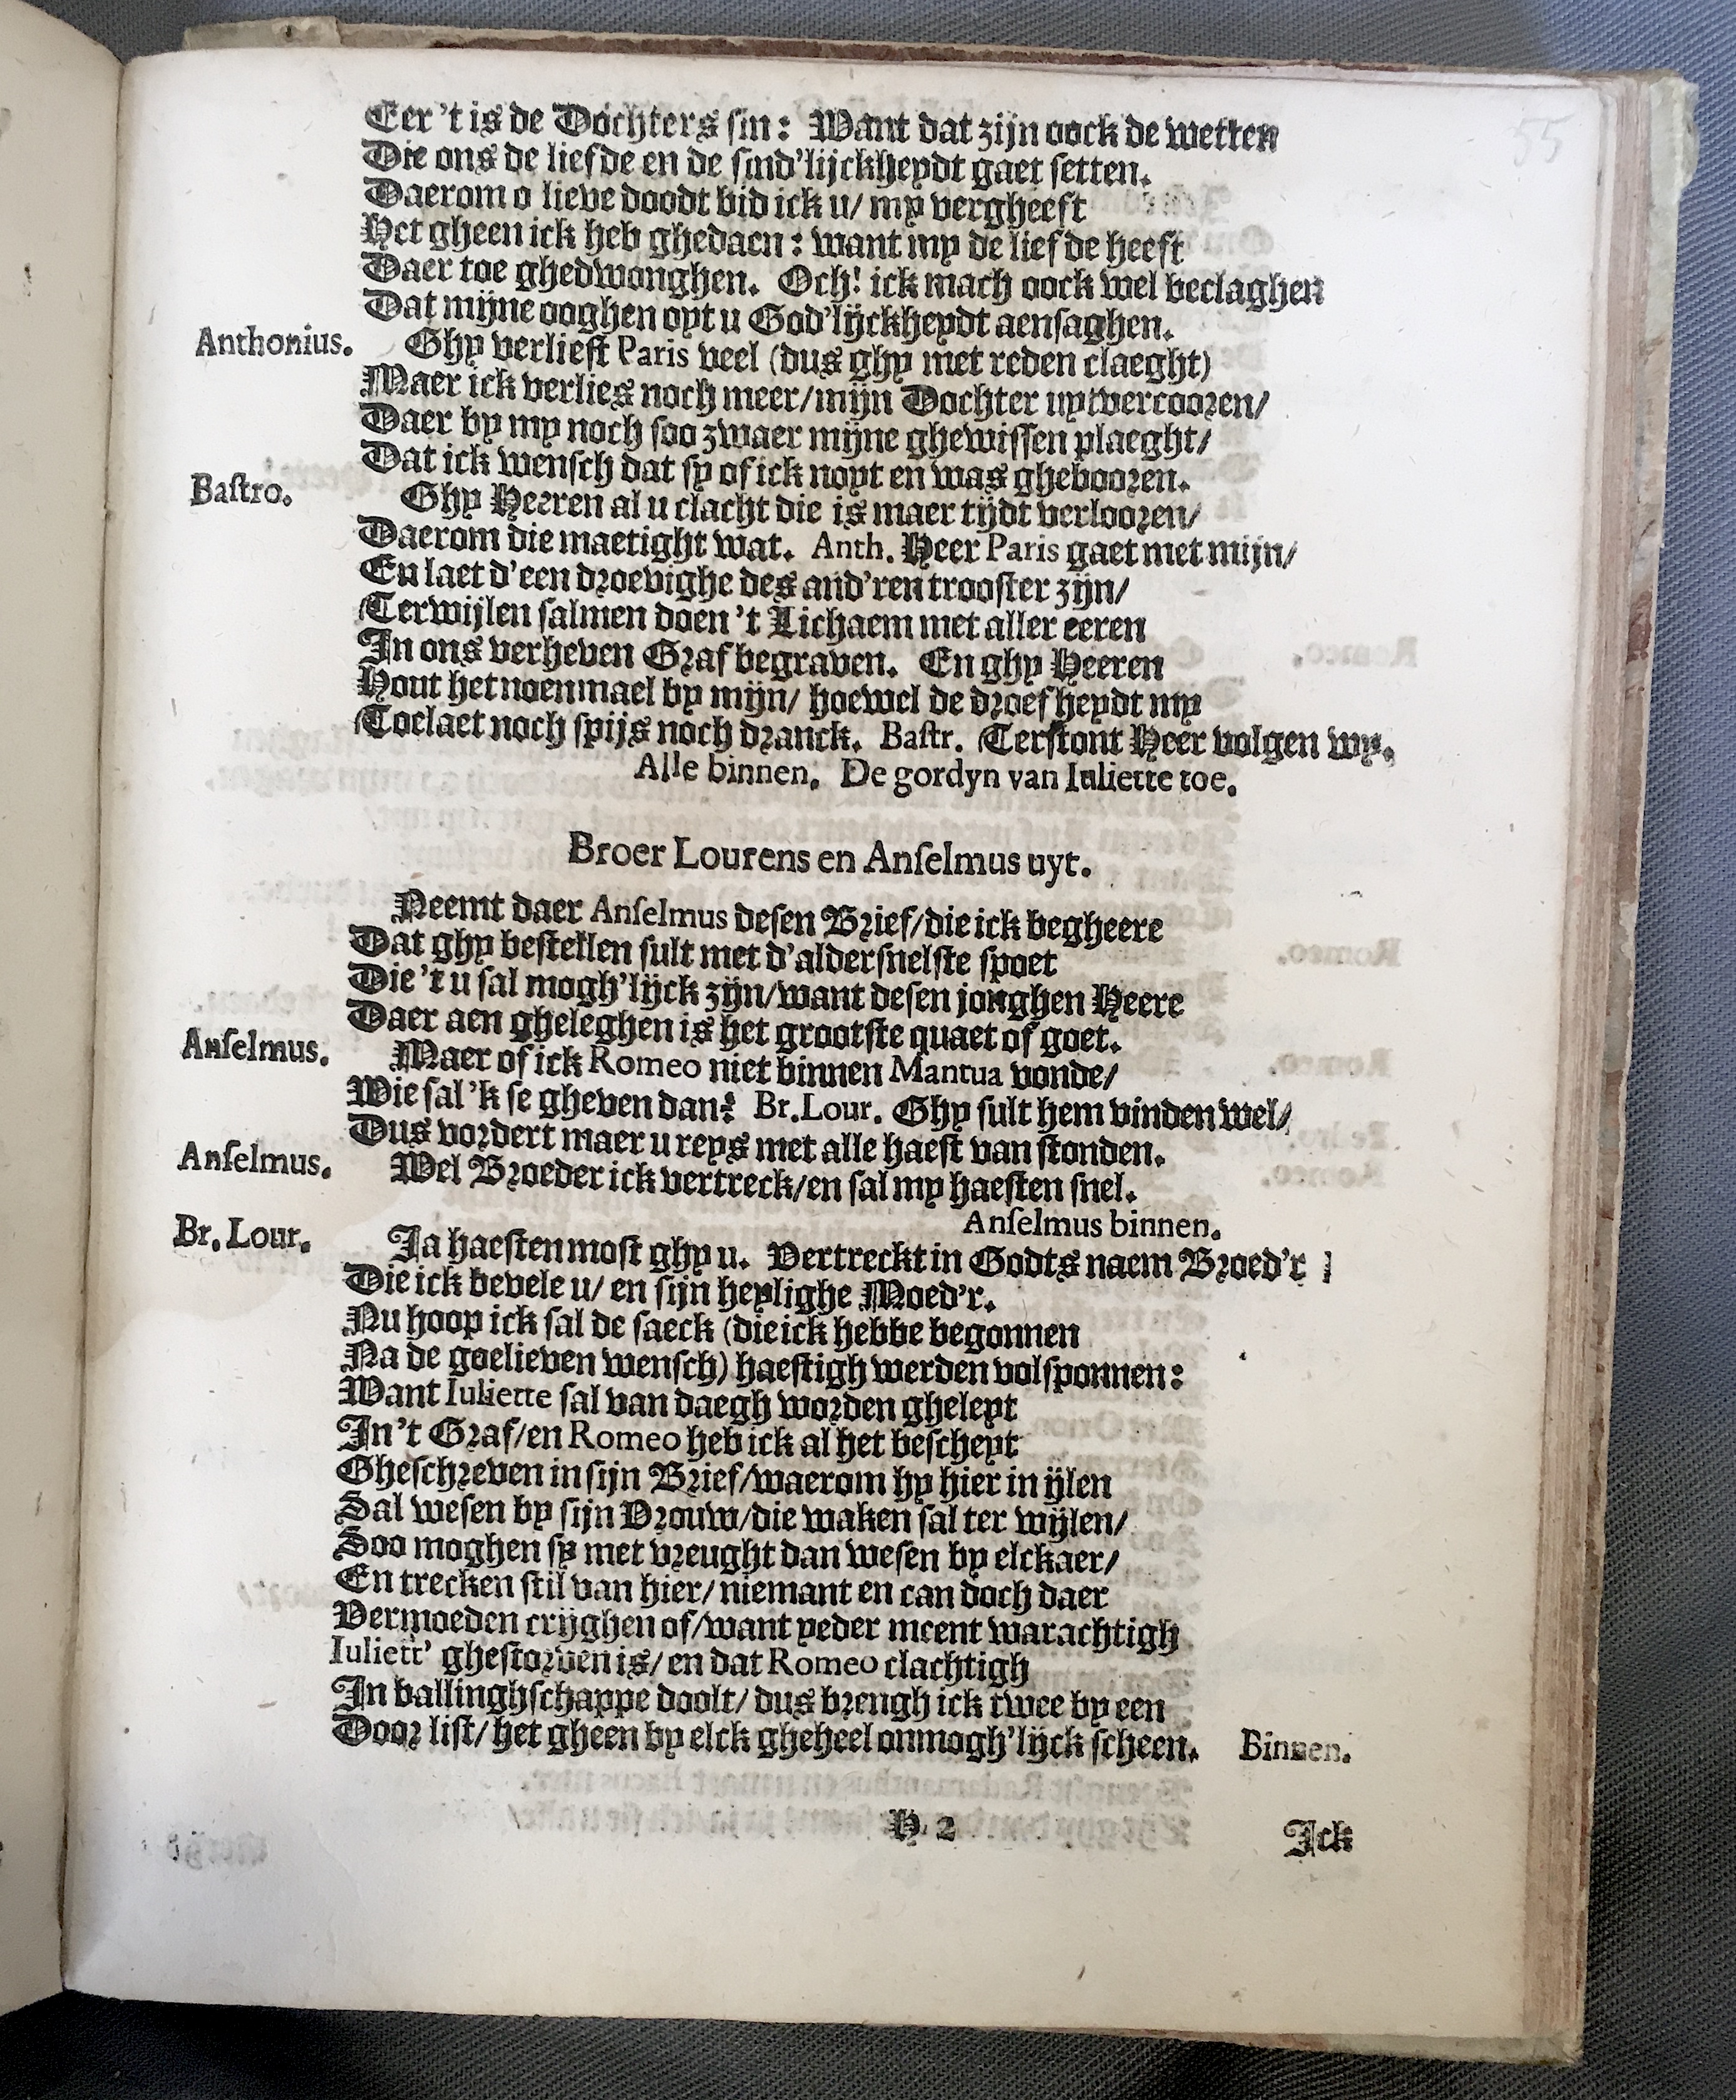 55
Eer 't is de Dochters sin: Want dat zijn oock de wetten
Die ons de liefde en de sind'lijckheydt gaet setten.
Daerom o lieve doodt bid ick u/ my vergheeft
Het gheen ick heb ghedaen: want my de liefde heeft
Daer toe ghedwonghen. Och! ick mach oock wel beclaghen
Dat mijne ooghen oyt u God'lijckheydt aensaghen.
Anthonius. Ghy verliest Paris veel (dus ghy met reden claeght)
Maer ick verlies noch meer/mijn Dochter uytvercooren/
Daer by my noch soo zwaer mijne ghewissen plaeght/
Dat ick wensch dat sy of ick noyt en was ghebooren.
Bastro. Ghy Heeren al u clacht die is maer tijdt verlooren/
Daerom die maetight wat. Anth. Heer Paris gaet met mijn/
En laet d'een droevighe des and'ren trooster zijn/
Terwijlen salmen doen 't Lichaem met aller eeren
In ons verheven Graf begraven. En ghy Heeren
Hout het noenmael by mijn/ hoewel de droefheydt my
Toelaet noch spijs noch dranck. Bastr. Terstont Heer volgen wy.
Alle binnen. De gordyn van Iuliette toe.
Broer Lourens en Anselmus uyt.
Neemt daer Anselmus desen Brief/die ick begheere
Dat ghy bestellen sult met d'aldersnelste spoet
Die 't u sal mogh'lijck zijn/want desen jonghen Heere
Daer aen gheleghen is het grootste quaet of goet.
Anselmus. Maer of ick Romeo niet binnen Mantua vonde/
Wie sal 'k se gheven dan? Br. Lour. Ghy sult hem vinden wel/
Dus vordert maer u reys met alle haest van stonden.
Anselmus. Wel Broeder ick vertreck/en sal my haesten snel.
Anselmus binnen.
Br. Lour. Ja haesten most ghy u. Vertreckt in Godts naem Broed'r
Die ick bevele u/ en sijn heylighe Moed'r.
Nu hoop ick sal de saeck (die ick hebbe begonnen
Na de goelieven wensch) haestigh werden volsponnen:
Want Iuliette sal van daegh worden gheleyt
In 't Graf/en Romeo heb ick al het bescheyt
Gheschreven in sijn Brief/waerom hy hier in ijlen
Sal wesen by sijn Vrouw/die waken sal ter wijlen/
Soo moghen sy met vreught dan wesen by elckaer/
En trecken stil van hier/ niemant en can doch daer
Vermoeden crijghen of/want yeder meent warachtigh
Iuliett' ghestorven is/ en dat Romeo clachtigh
In ballinghschappe doolt/ dus brengh ick twee by een
Door list/ het gheen by elck gheheel onmogh'lijck scheen. Binnen.
H 2
Ick